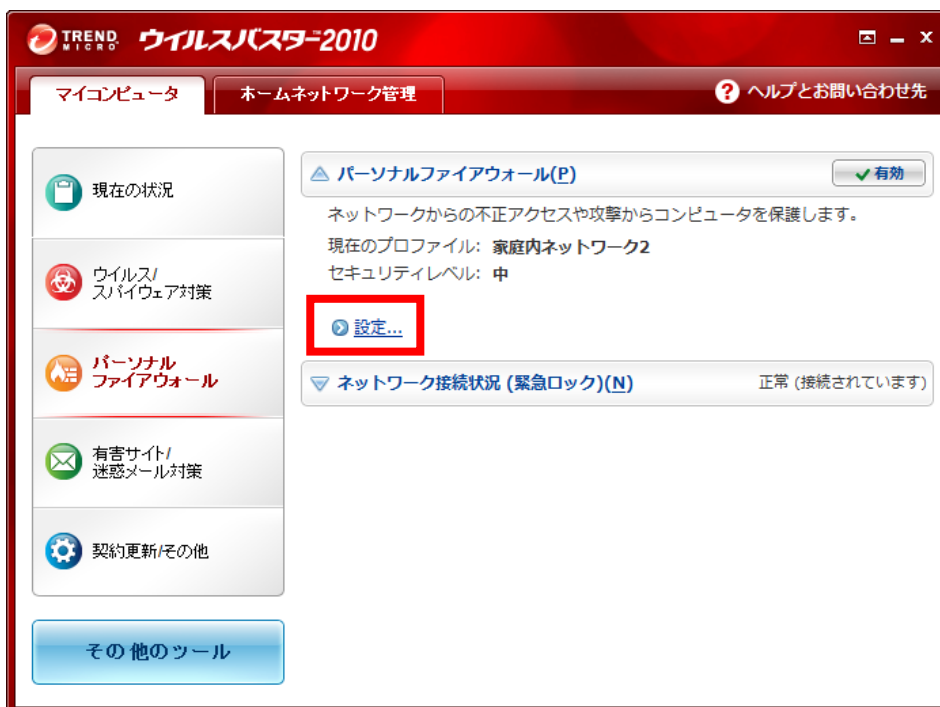 TREND MICRO ウイルスバスター™2010
マイコンピュータ
ホームネットワーク管理
? ヘルプとお問い合わせ先
現在の状況
ウイルス/
スパイウェア対策
パーソナル
ファイアウォール
有害サイト/
迷惑メール対策
契約更新/その他
その他のツール
パーソナルファイアウォール(P)
有効
ネットワークからの不正アクセスや攻撃からコンピュータを保護します。
現在のプロファイル: 家庭内ネットワーク2
セキュリティレベル: 中
設定...
ネットワーク接続状況 (緊急ロック)(N)
正常 (接続されています)